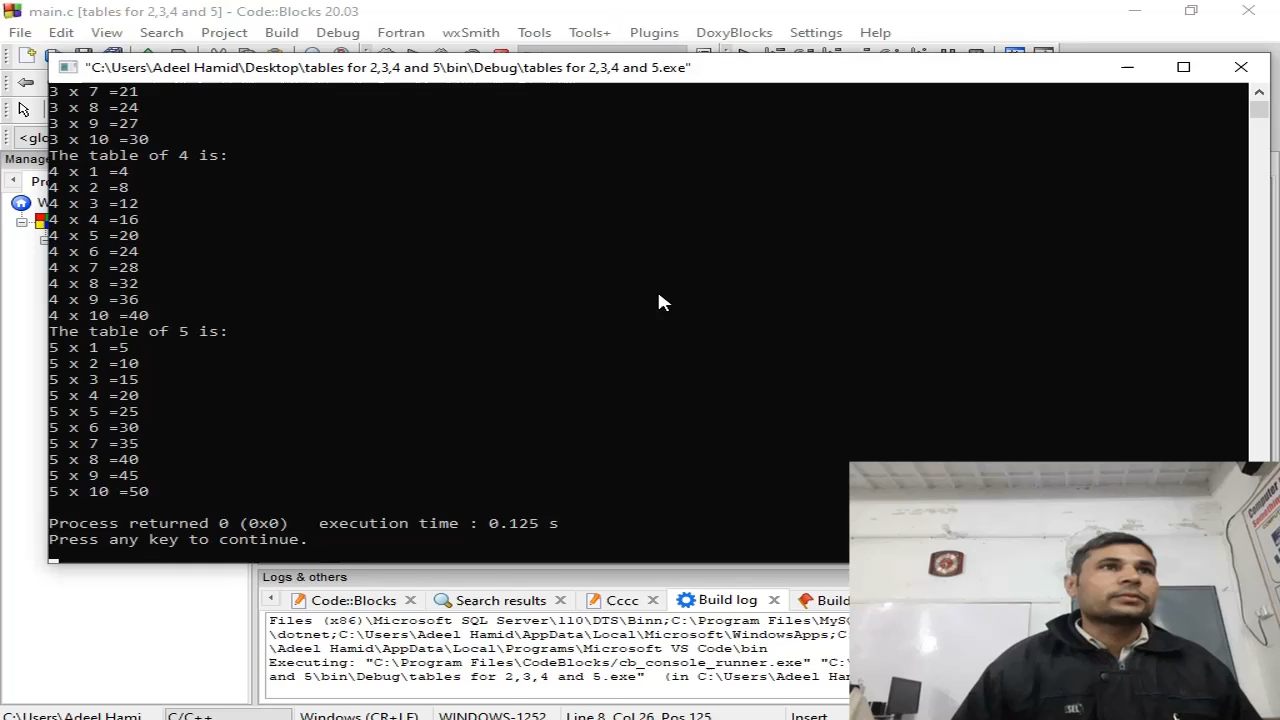 main.c [tables for 2,3,4 and 5] - Code::Blocks 20.03
File Edit View Search Project Build Debug Fortran wxSmith Tools Tools+ Plugins DoxyBlocks Settings Help
"C:\Users\Adeel Hamid\Desktop\tables for 2,3,4 and 5\bin\Debug\tables for 2,3,4 and 5.exe"
<glo
Manage
Pr
W
3 x 7 =21
3 x 8 =24
3 x 9 =27
3 x 10 =30
The table of 4 is:
4 x 1 =4
4 x 2 =8
4 x 3 =12
4 x 4 =16
4 x 5 =20
4 x 6 =24
4 x 7 =28
4 x 8 =32
4 x 9 =36
4 x 10 =40
The table of 5 is:
5 x 1 =5
5 x 2 =10
5 x 3 =15
5 x 4 =20
5 x 5 =25
5 x 6 =30
5 x 7 =35
5 x 8 =40
5 x 9 =45
5 x 10 =50
Process returned 0 (0x0) execution time : 0.125 s
Press any key to continue.
Logs & others
Code::Blocks Search results Cccc Build log Build
Files (x86)\Microsoft SQL Server\110\DTS\Binn;C:\Program Files\MyS
\dotnet;C:\Users\Adeel Hamid\AppData\Local\Microsoft\WindowsApps;C
\Adeel Hamid\AppData\Local\Programs\Microsoft VS Code\bin
Executing: "C:\Program Files\CodeBlocks/cb_console_runner.exe" "C:
and 5\bin\Debug\tables for 2,3,4 and 5.exe" (in C:\Users\Adeel Ham
C:\Users\Adeel Hami C/C++ Windows (CR+LF) WINDOWS-1252 Line 8, Col 26, Pos 125 Insert
Computer
SEL